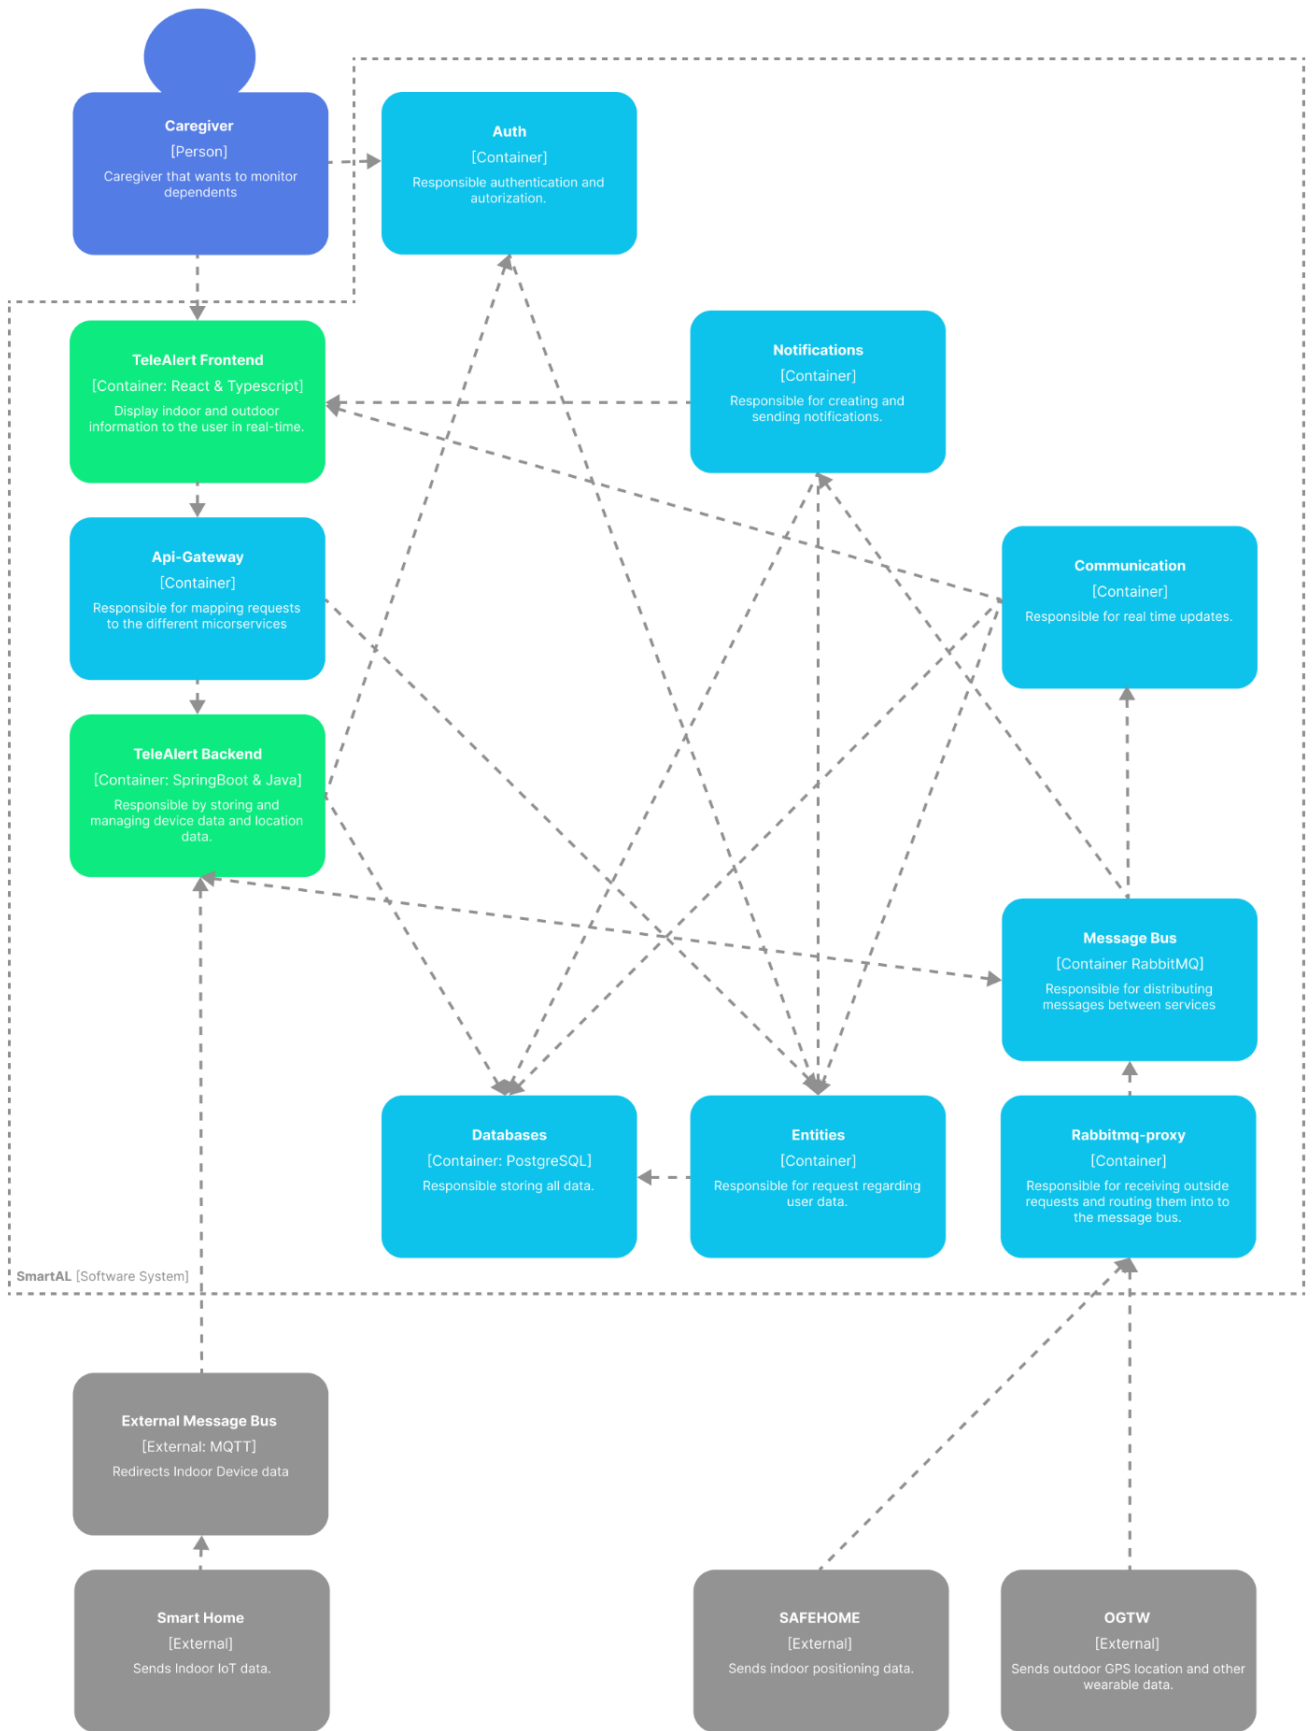 Caregiver
[Person]
Caregiver that wants to monitor
dependents
Auth
[Container]
Responsible authentication and
autorization.
TeleAlert Frontend
[Container: React & Typescript]
Display indoor and outdoor
information to the user in real-time.
Notifications
[Container]
Responsible for creating and
sending notifications.
Api-Gateway
[Container]
Responsible for mapping requests
to the different micorservices
Communication
[Container]
Responsible for real time updates.
TeleAlert Backend
[Container: SpringBoot & Java]
Responsible by storing and
managing device data and location
data.
Message Bus
[Container RabbitMQ]
Responsible for distributing
messages between services
Databases
[Container: PostgreSQL]
Responsible storing all data.
Entities
[Container]
Responsible for request regarding
user data.
Rabbitmq-proxy
[Container]
Responsible for receiving outside
requests and routing them into to
the message bus.
SmartAL [Software System]
External Message Bus
[External: MQTT]
Redirects Indoor Device data
Smart Home
[External]
Sends Indoor IoT data.
SAFEHOME
[External]
Sends indoor positioning data.
OGTW
[External]
Sends outdoor GPS location and other
wearable data.